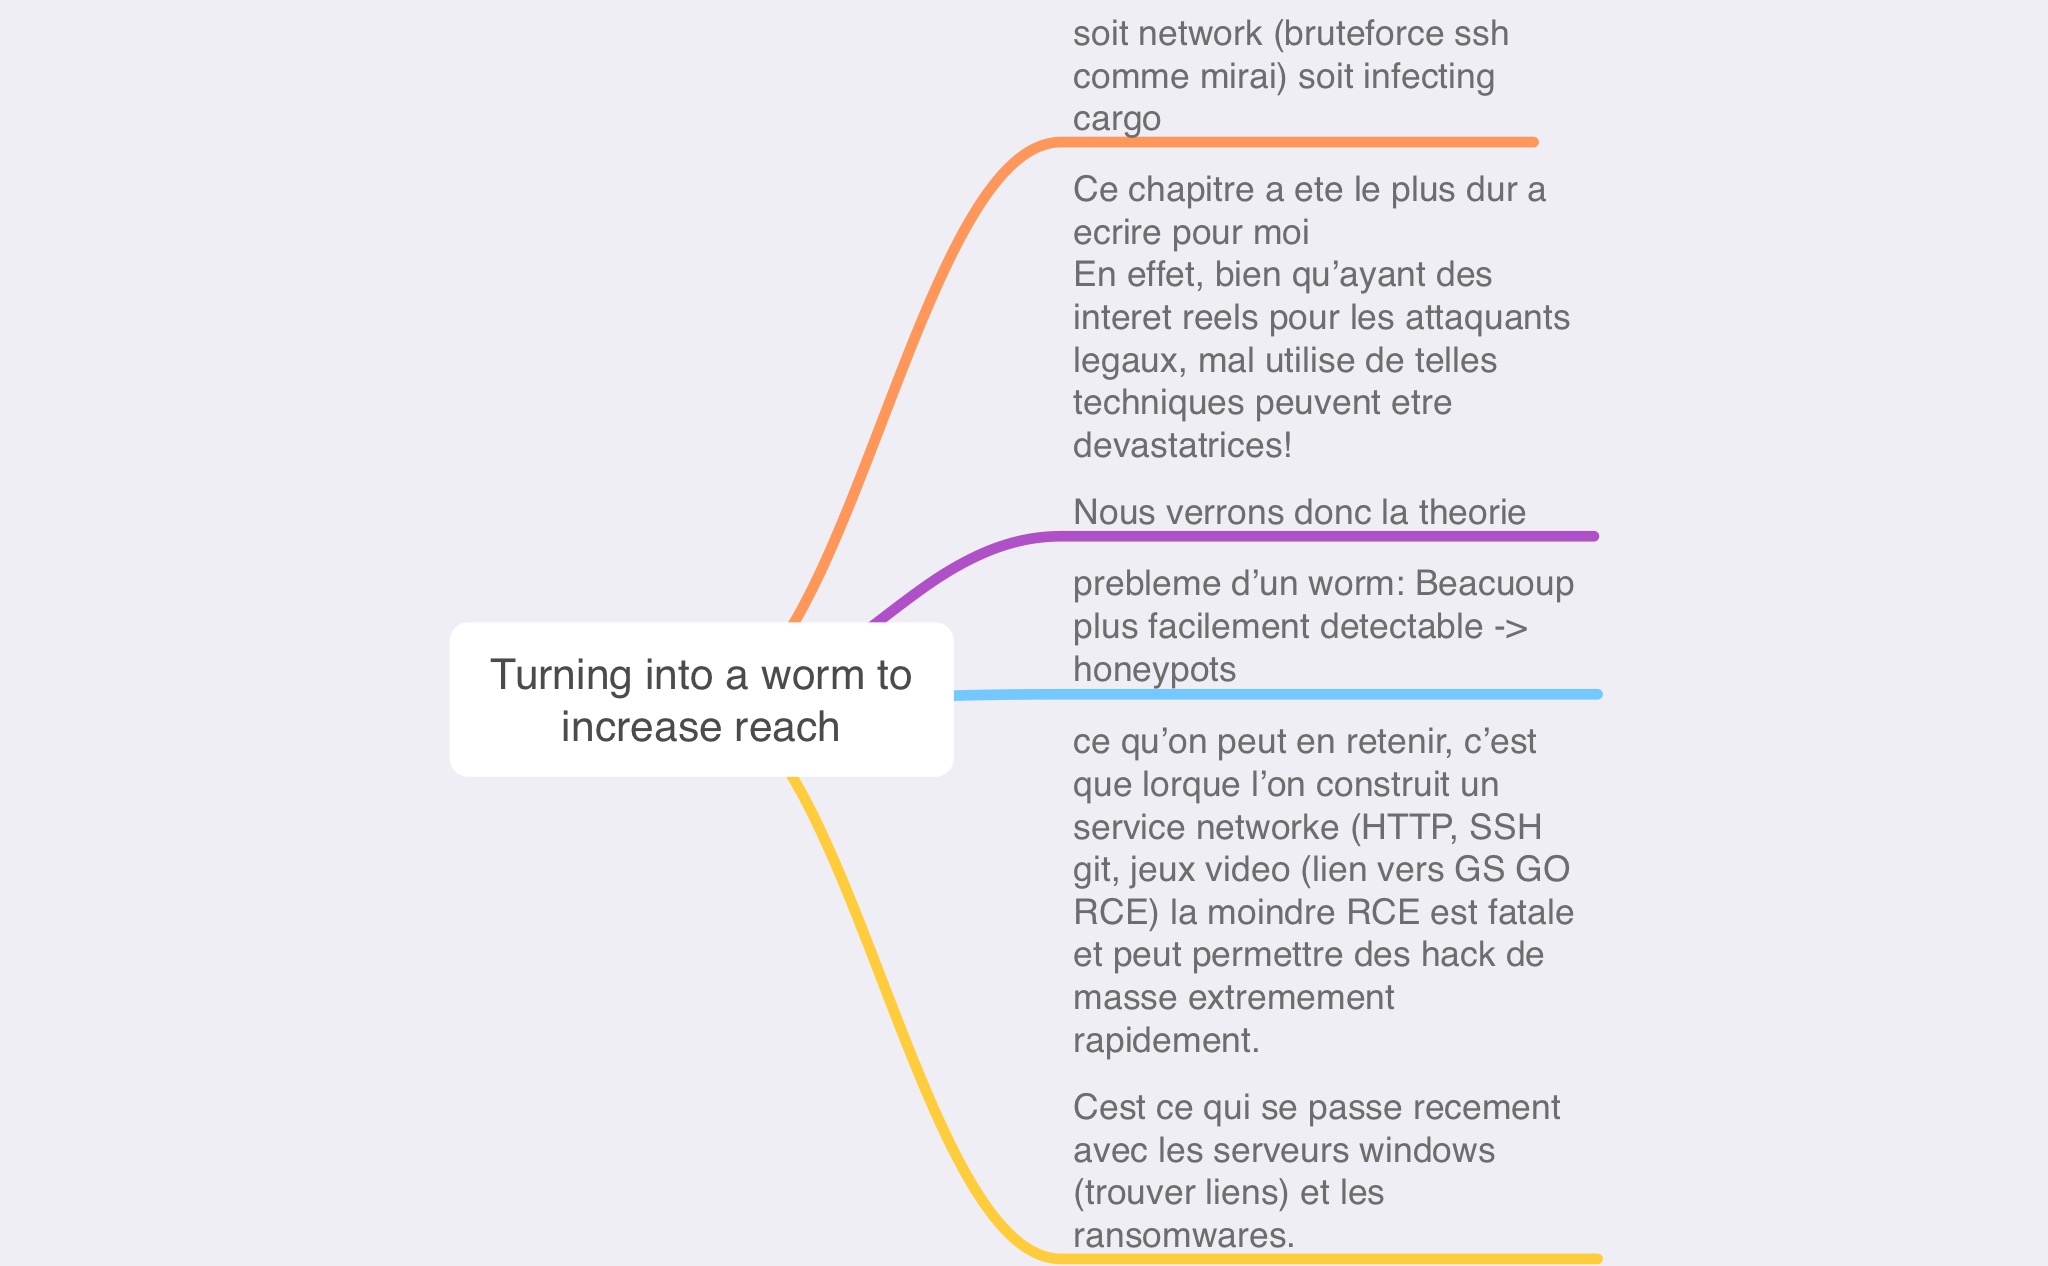 soit network (bruteforce ssh
comme mirai) soit infecting
cargo
Ce chapitre a ete le plus dur a
ecrire pour moi
En effet, bien qu’ayant des
interet reels pour les attaquants
legaux, mal utilise de telles
techniques peuvent etre
devastatrices!
Nous verrons donc la theorie
prebleme d’un worm: Beacuoup
plus facilement detectable ->
honeypots
Turning into a worm to
increase reach
ce qu’on peut en retenir, c’est
que lorque l’on construit un
service networke (HTTP, SSH
git, jeux video (lien vers GS GO
RCE) la moindre RCE est fatale
et peut permettre des hack de
masse extremement
rapidement.
Cest ce qui se passe recement
avec les serveurs windows
(trouver liens) et les
ransomwares.